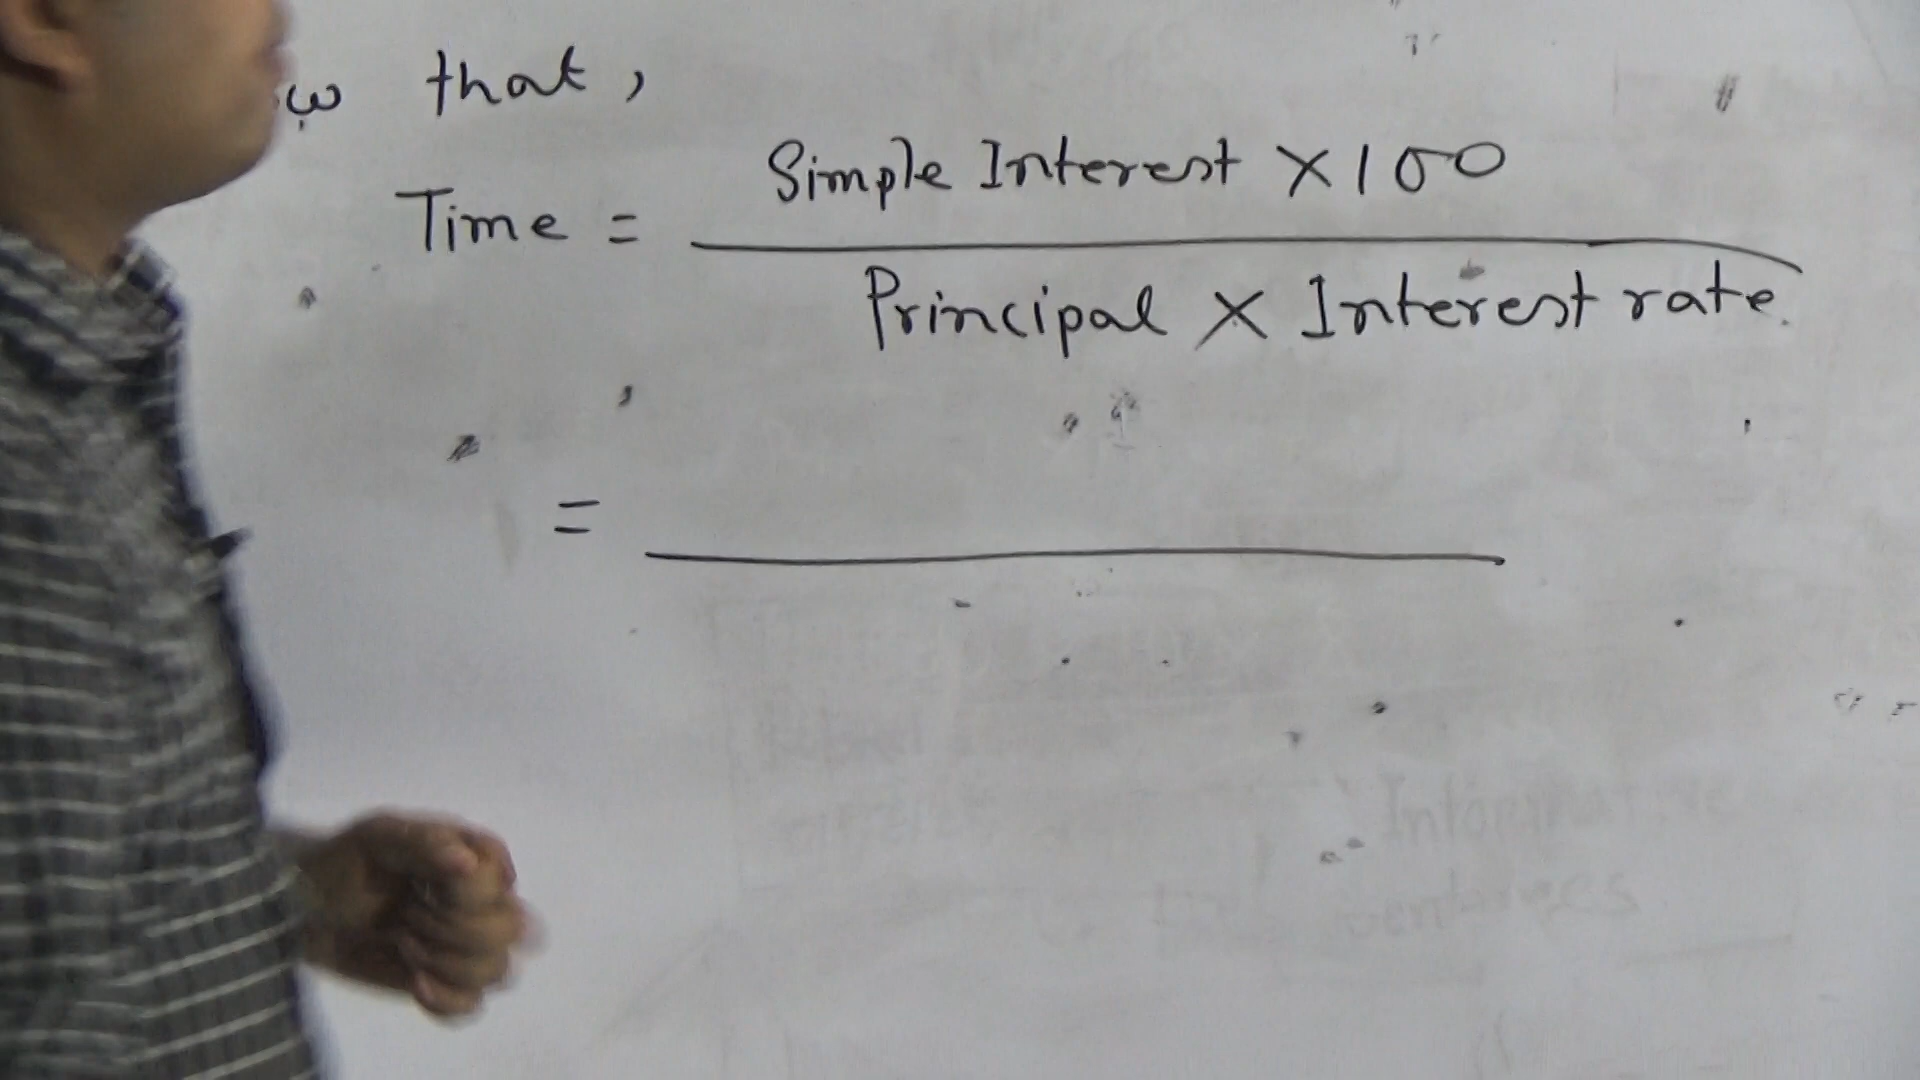 that,
Simple Interest × 100
Time = 
Principal × Interest rate.
=